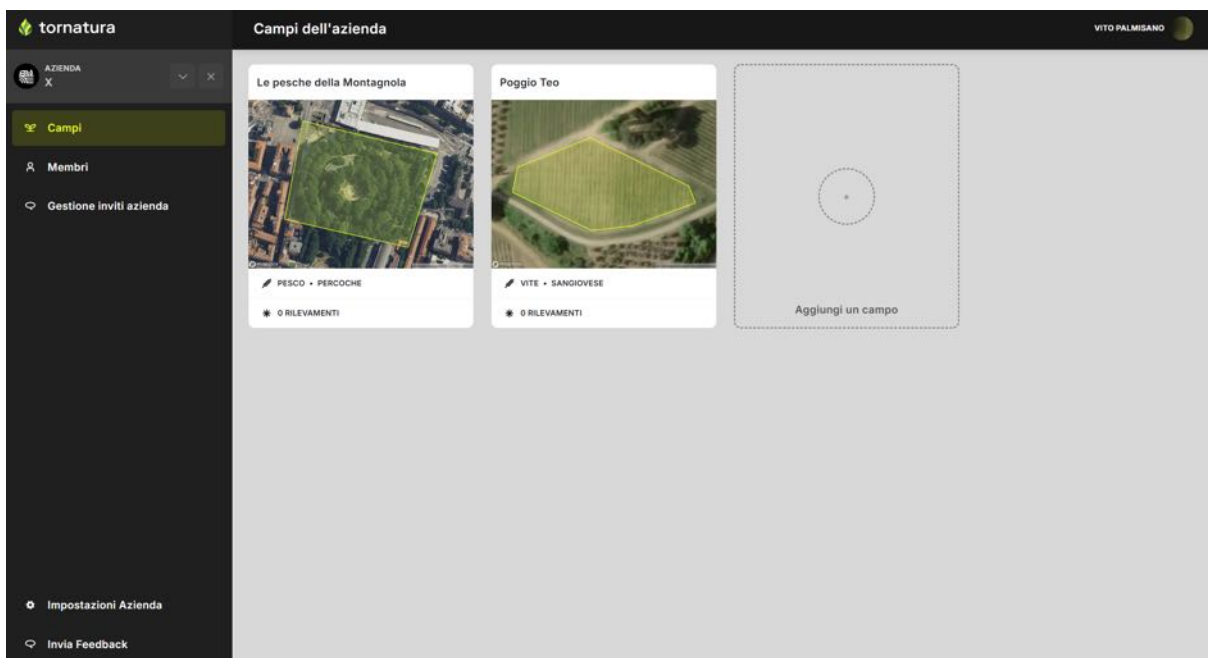 tornatura
Campi dell'azienda
VITO PALMISANO
AZIENDA
X
Campi
Membri
Gestione inviti azienda
Le pesche della Montagnola
PESCO • PERCOCHE
0 RILEVAMENTI
Poggio Teo
VITE • SANGIOVESE
0 RILEVAMENTI
Aggiungi un campo
Impostazioni Azienda
Invia Feedback